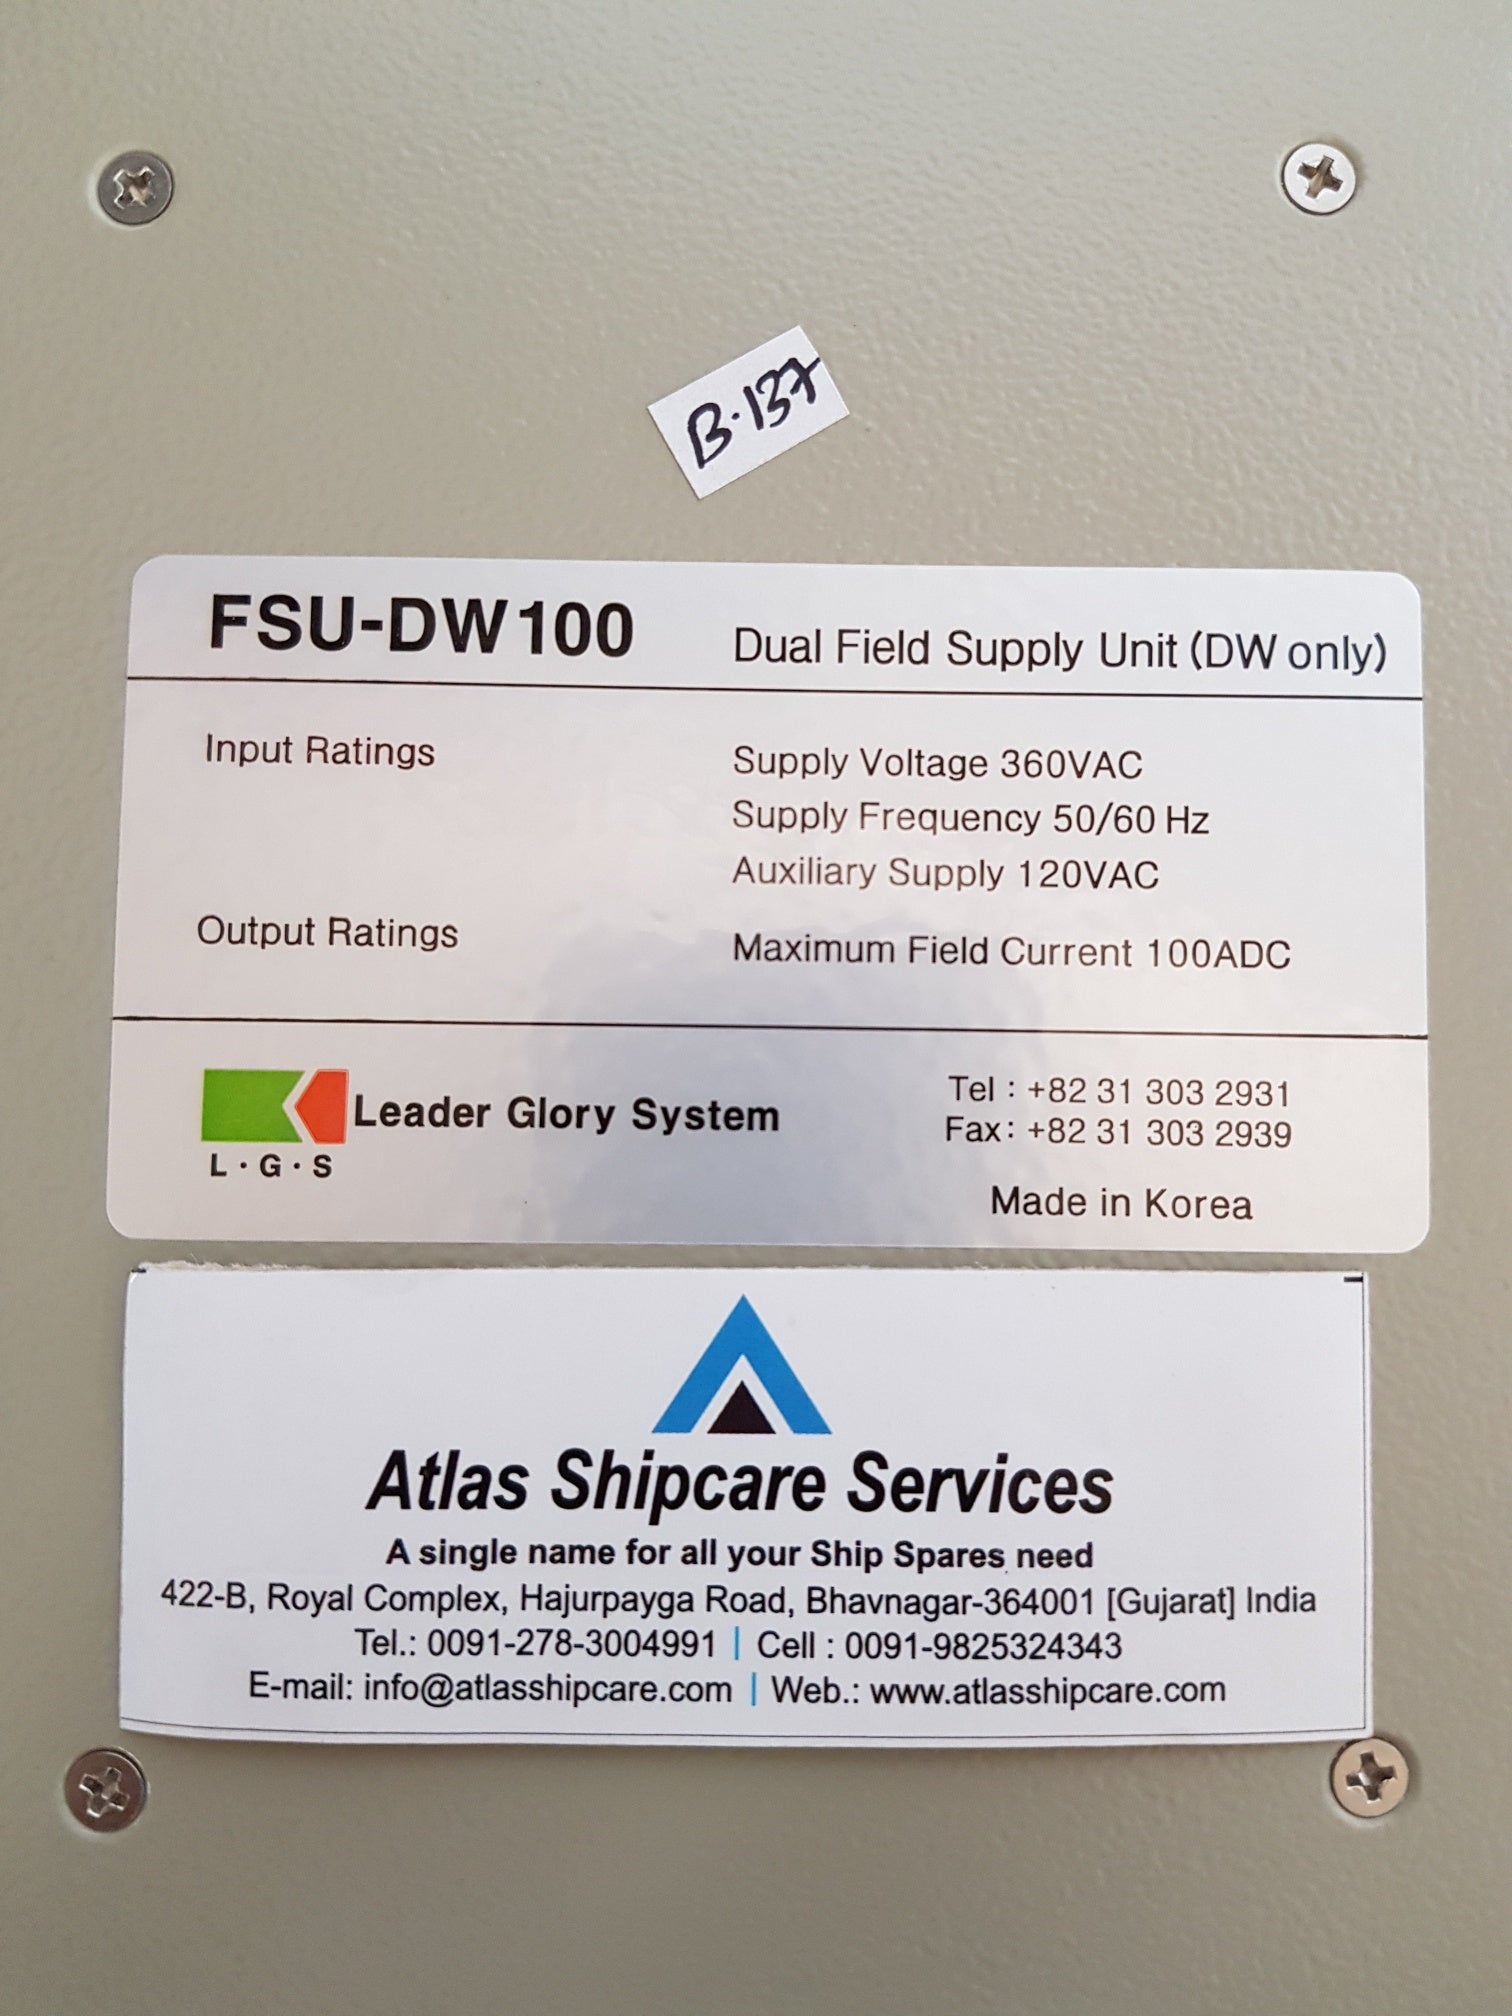 B-137
FSU-DW100
Dual Field Supply Unit (DW only)
Input Ratings
Supply Voltage 360VAC
Supply Frequency 50/60 Hz
Auxiliary Supply 120VAC
Output Ratings
Maximum Field Current 100ADC
Leader Glory System
L·G·S
Tel : +82 31 303 2931
Fax: +82 31 303 2939
Made in Korea
Atlas Shipcare Services
A single name for all your Ship Spares need
422-B, Royal Complex, Hajurpayga Road, Bhavnagar-364001 [Gujarat] India
Tel.: 0091-278-3004991 | Cell : 0091-9825324343
E-mail: info@atlasshipcare.com | Web.: www.atlasshipcare.com